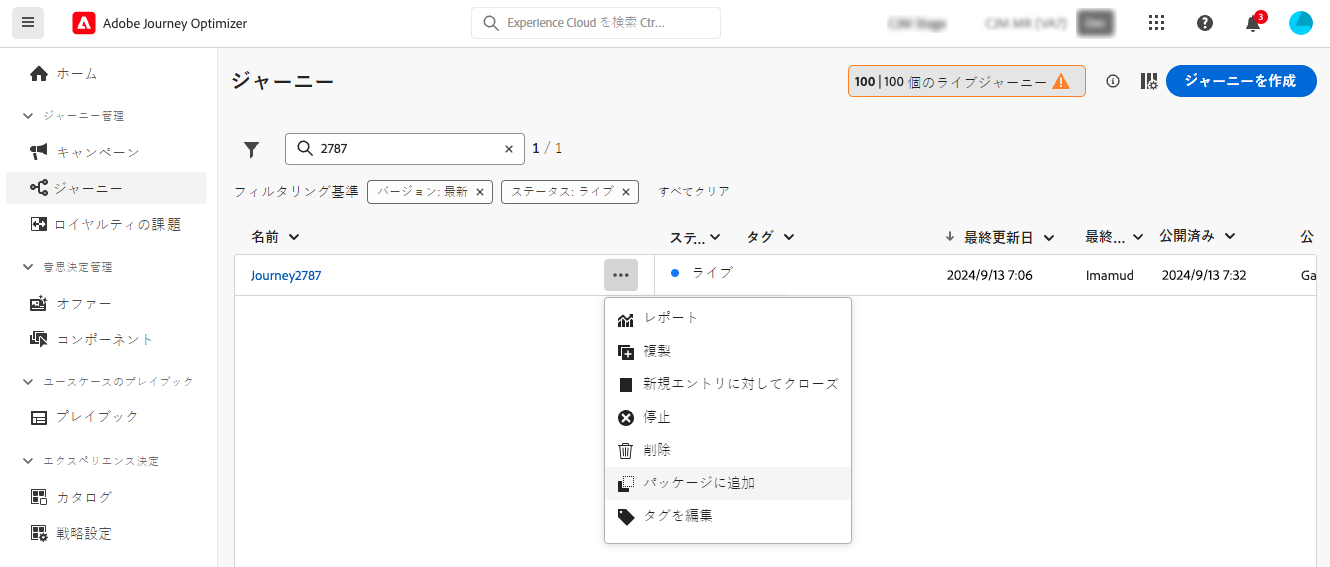 Adobe Journey Optimizer
Experience Cloud を検索 Ctr...
3
ホーム
ジャーニー管理
キャンペーン
ジャーニー
ロイヤルティの課題
意思決定管理
オファー
コンポーネント
ユースケースのプレイブック
プレイブック
エクスペリエンス決定
カタログ
戦略設定
ジャーニー
100 | 100 個のライブジャーニー
ジャーニーを作成
2787
1 / 1
フィルタリング基準 バージョン: 最新 ステータス: ライブ すべてクリア
名前 ステ... タグ 最終更新日 最終... 公開済み 公
Journey2787 ライブ 2024/9/13 7:06 Imamud 2024/9/13 7:32 Ga
レポート
複製
新規エントリに対してクローズ
停止
削除
パッケージに追加
タグを編集